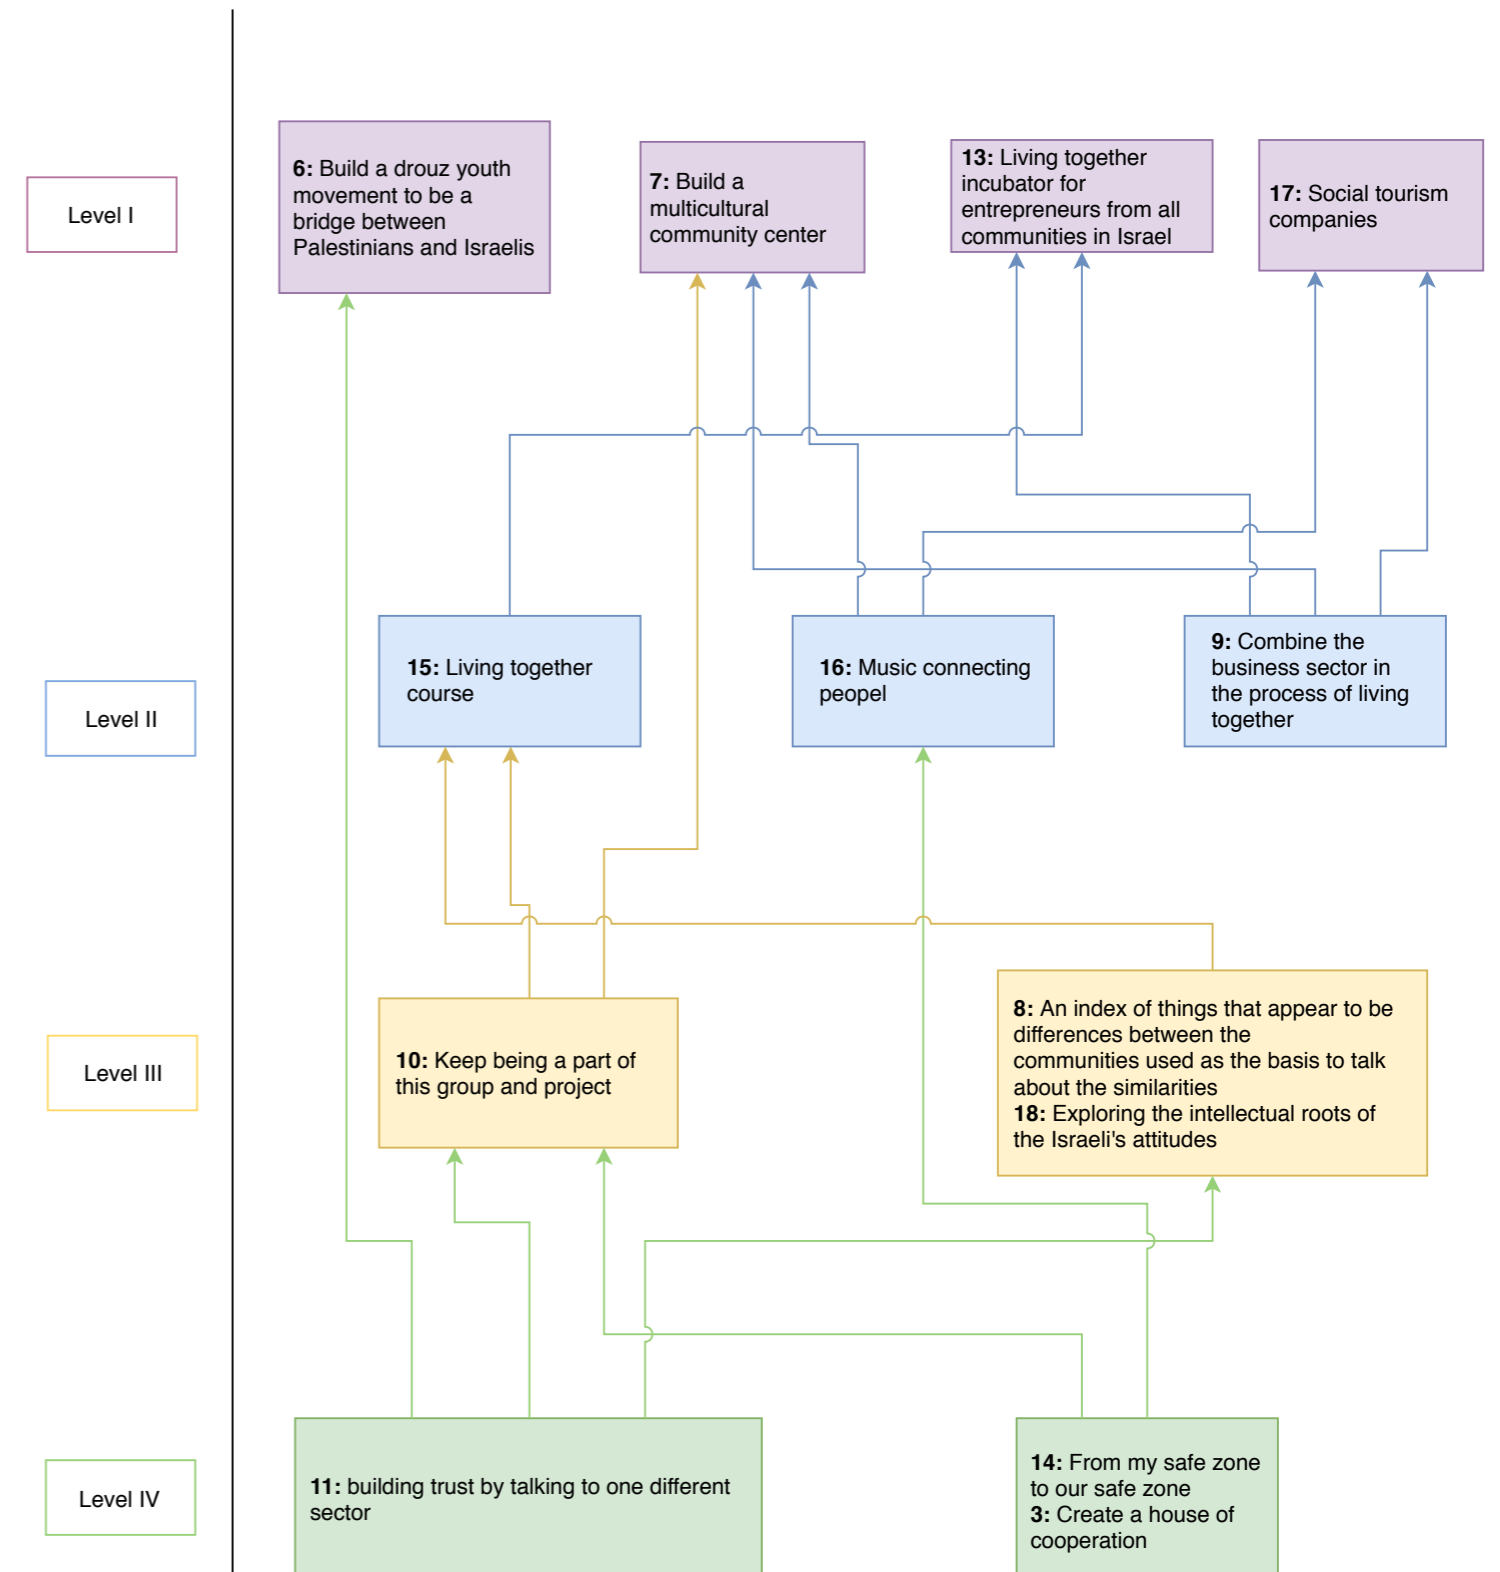 Level I
6: Build a drouz youth
movement to be a
bridge between
Palestinians and Israelis
7: Build a
multicultural
community center
13: Living together
incubator for
entrepreneurs from all
communities in Israel
17: Social tourism
companies
Level II
15: Living together
course
16: Music connecting
peopel
9: Combine the
business sector in
the process of living
together
Level III
10: Keep being a part of
this group and project
8: An index of things that appear to be
differences between the
communities used as the basis to talk
about the similarities
18: Exploring the intellectual roots of
the Israeli's attitudes
Level IV
11: building trust by talking to one different
sector
14: From my safe zone
to our safe zone
3: Create a house of
cooperation